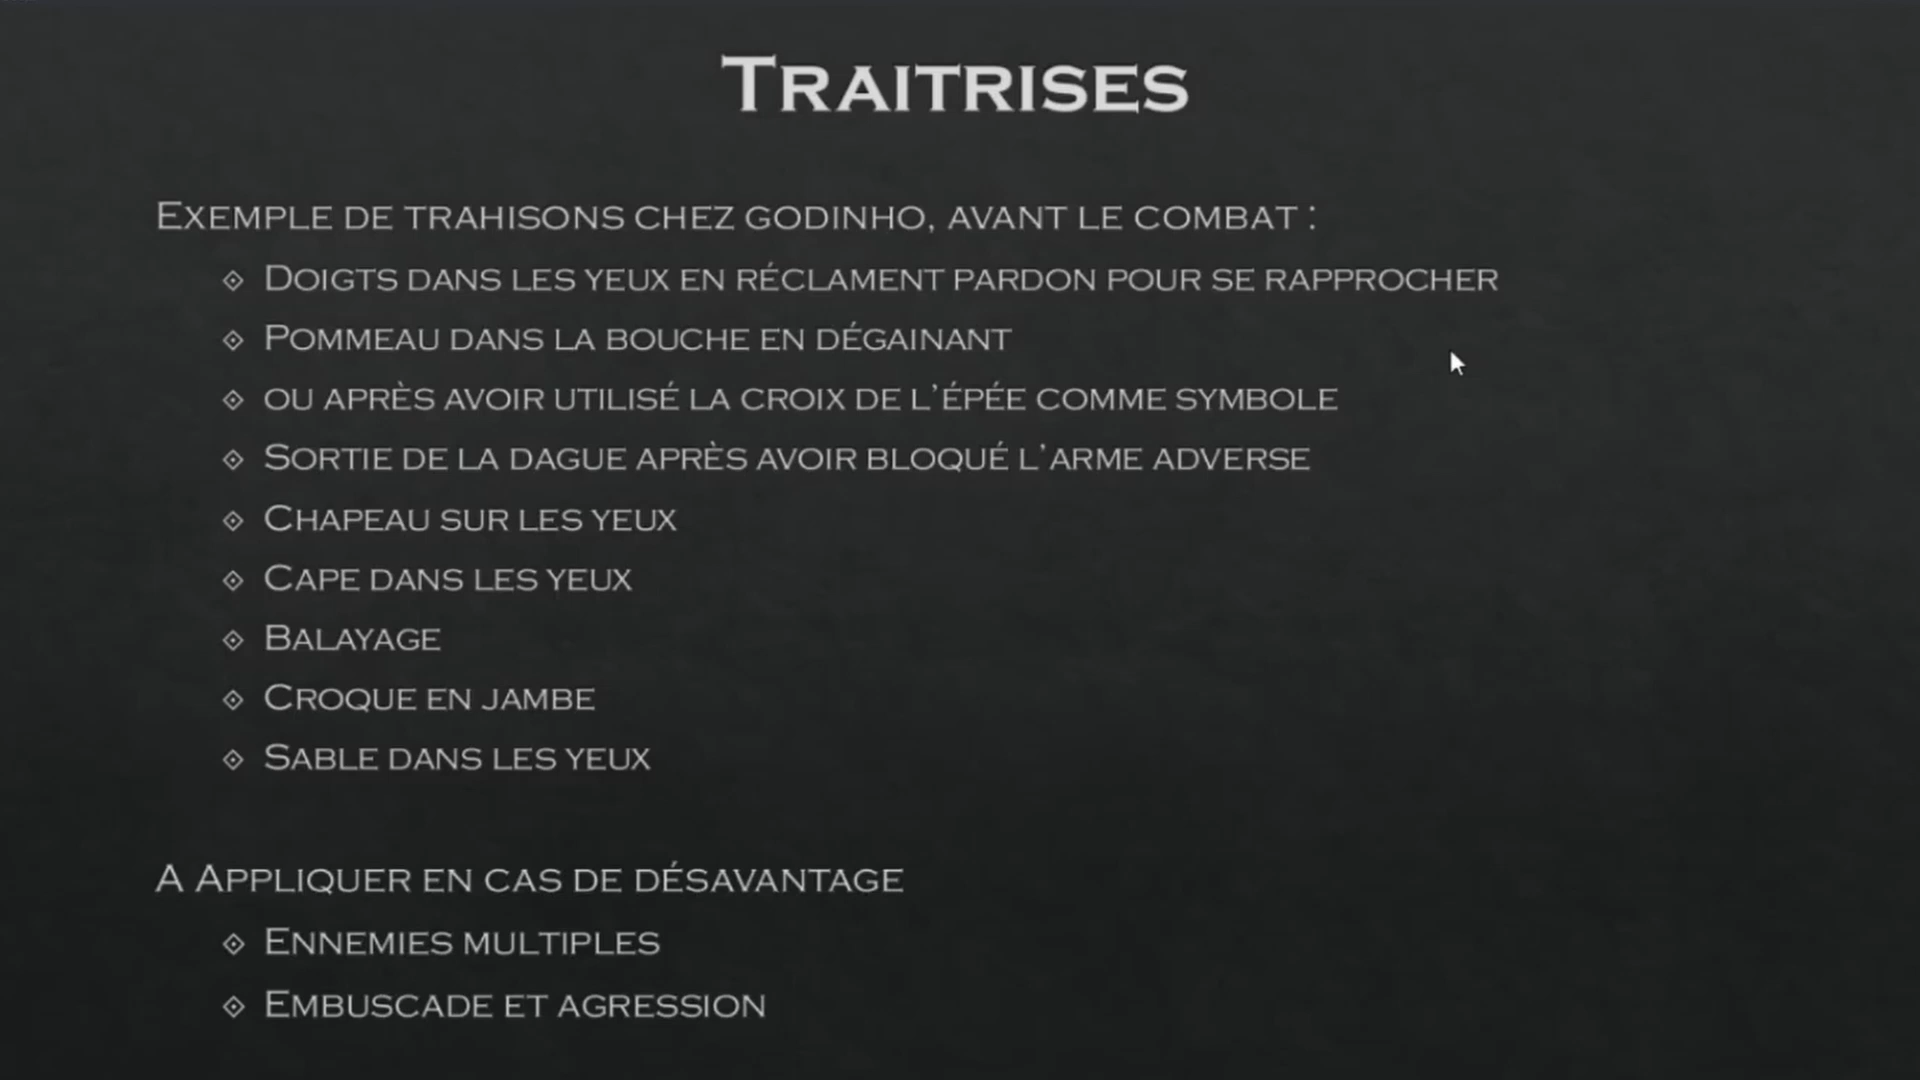 Traitrises
Exemple de trahisons chez Godinho, avant le combat :
Doigts dans les yeux en réclament pardon pour se rapprocher
Pommeau dans la bouche en dégainant
ou après avoir utilisé la croix de l'épée comme symbole
Sortie de la dague après avoir bloqué l'arme adverse
Chapeau sur les yeux
Cape dans les yeux
Balayage
Croque en jambe
Sable dans les yeux
A Appliquer en cas de désavantage
Ennemies multiples
Embuscade et agression